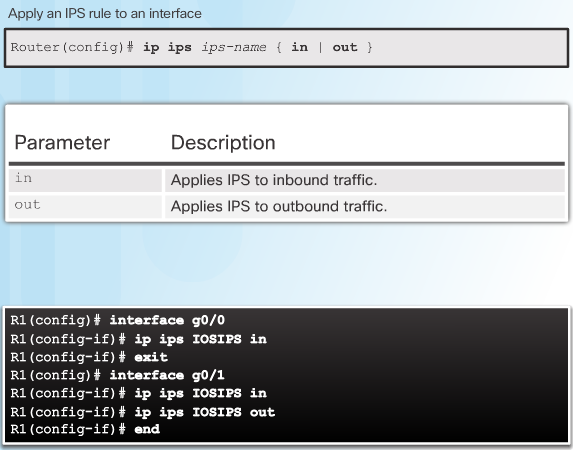 Apply an IPS rule to an interface
Router(config)# ip ips ips-name { in | out }
Parameter Description
in Applies IPS to inbound traffic.
out Applies IPS to outbound traffic.
R1(config)# interface g0/0
R1(config-if)# ip ips IOSIPS in
R1(config-if)# exit
R1(config)# interface g0/1
R1(config-if)# ip ips IOSIPS in
R1(config-if)# ip ips IOSIPS out
R1(config-if)# end